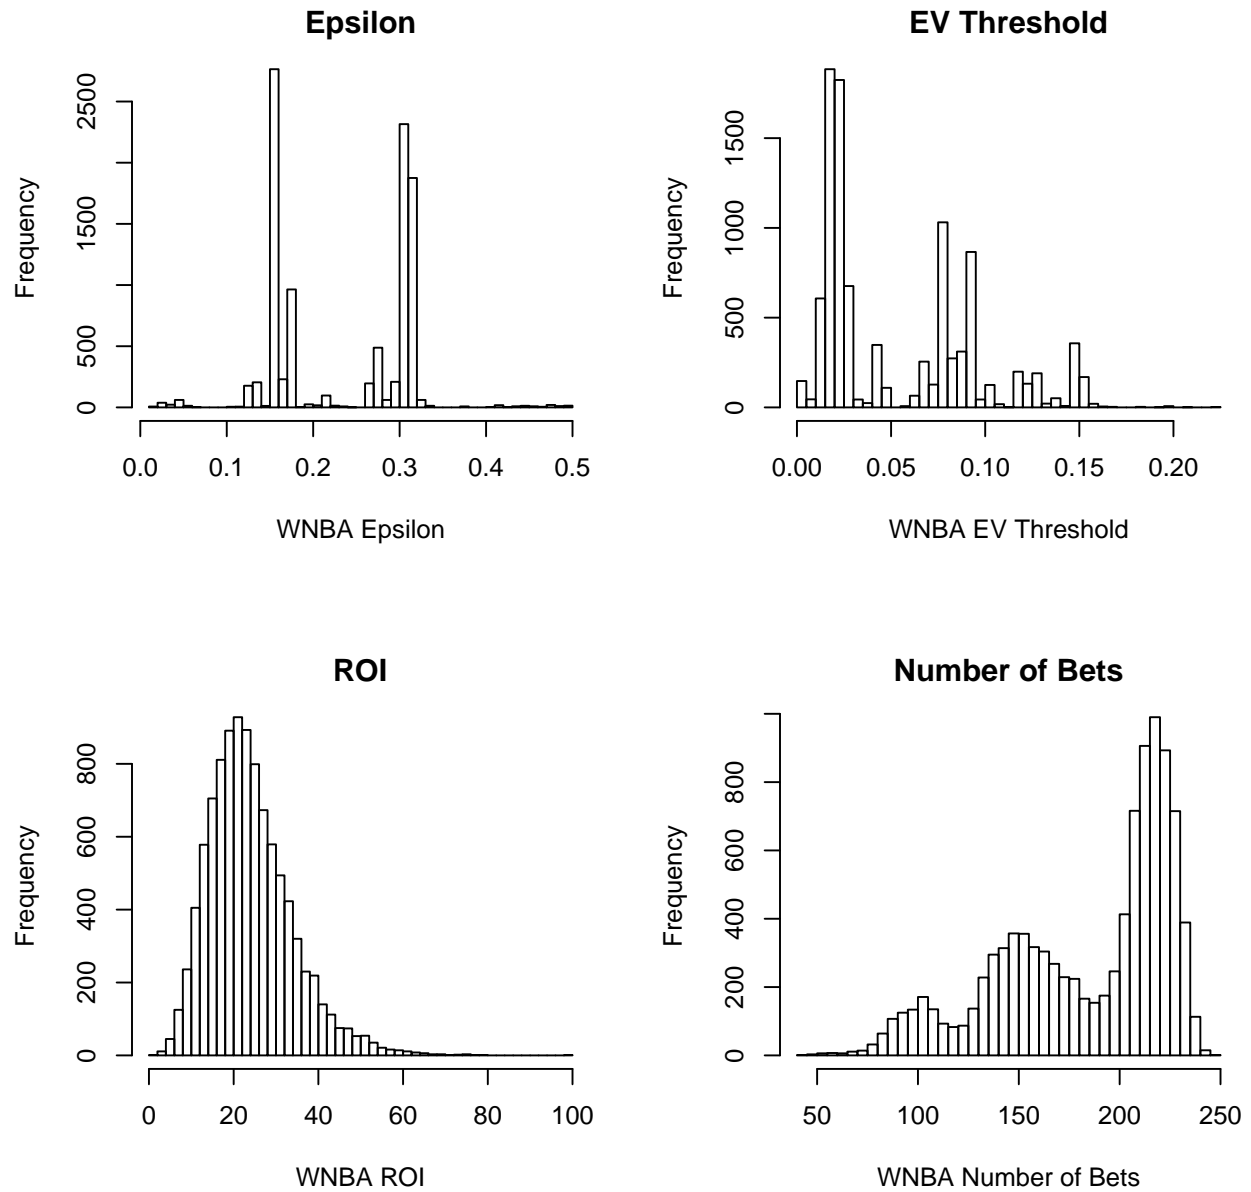 Epsilon
Frequency
0
500
1500
2500
0.0 0.1 0.2 0.3 0.4 0.5
WNBA Epsilon
EV Threshold
Frequency
0
500
1000
1500
0.00 0.05 0.10 0.15 0.20
WNBA EV Threshold
ROI
Frequency
0
200
400
600
800
0 20 40 60 80 100
WNBA ROI
Number of Bets
Frequency
0
200
400
600
800
50 100 150 200 250
WNBA Number of Bets